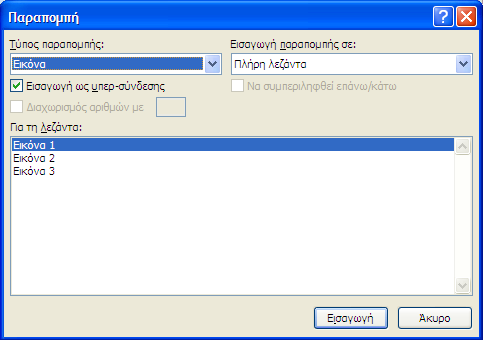 Παραπομπή
Τύπος παραπομπής:
Εισαγωγή παραπομπής σε:
Εικόνα
Πλήρη λεζάντα
Εισαγωγή ως υπερ-σύνδεσης
Να συμπεριληφθεί επάνω/κάτω
Διαχωρισμός αριθμών με
Για τη λεζάντα:
Εικόνα 1
Εικόνα 2
Εικόνα 3
Εισαγωγή
Άκυρο